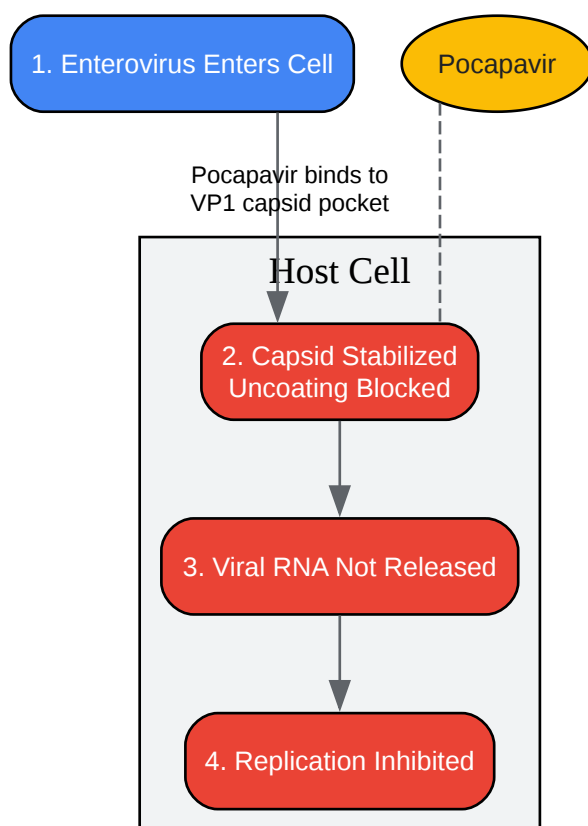 1. Enterovirus Enters Cell
Pocapavir
Pocapavir binds to
VP1 capsid pocket
Host Cell
2. Capsid Stabilized
Uncoating Blocked
3. Viral RNA Not Released
4. Replication Inhibited